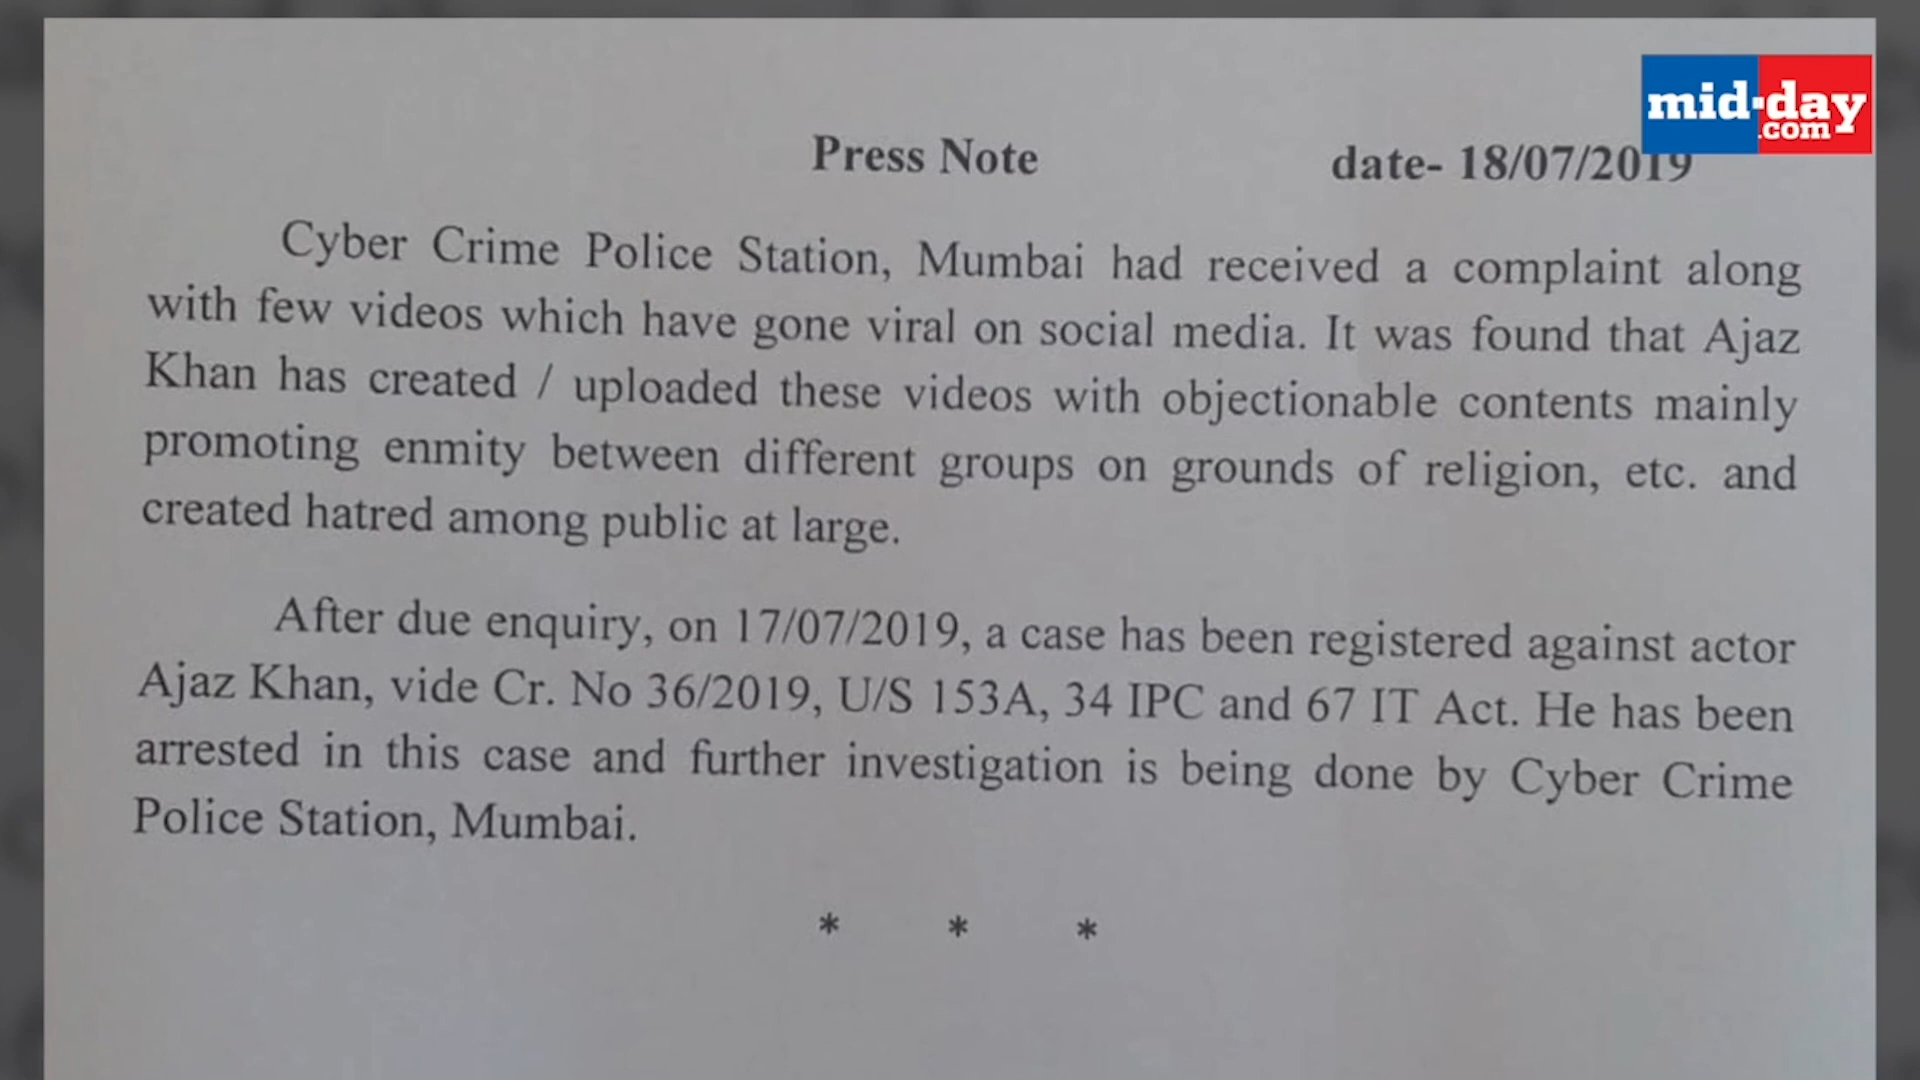 mid-day
.com
Press Note date- 18/07/2019
Cyber Crime Police Station, Mumbai had received a complaint along
with few videos which have gone viral on social media. It was found that Ajaz
Khan has created / uploaded these videos with objectionable contents mainly
promoting enmity between different groups on grounds of religion, etc. and
created hatred among public at large.
After due enquiry, on 17/07/2019, a case has been registered against actor
Ajaz Khan, vide Cr. No 36/2019, U/S 153A, 34 IPC and 67 IT Act. He has been
arrested in this case and further investigation is being done by Cyber Crime
Police Station, Mumbai.
* * *